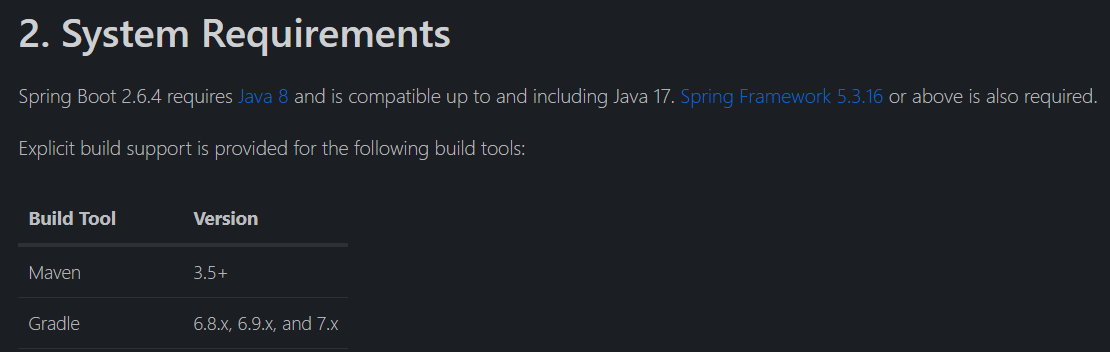 2. System Requirements
Spring Boot 2.6.4 requires Java 8 and is compatible up to and including Java 17. Spring Framework 5.3.16 or above is also required.
Explicit build support is provided for the following build tools:
Build Tool Version
Maven 3.5+
Gradle 6.8.x, 6.9.x, and 7.x